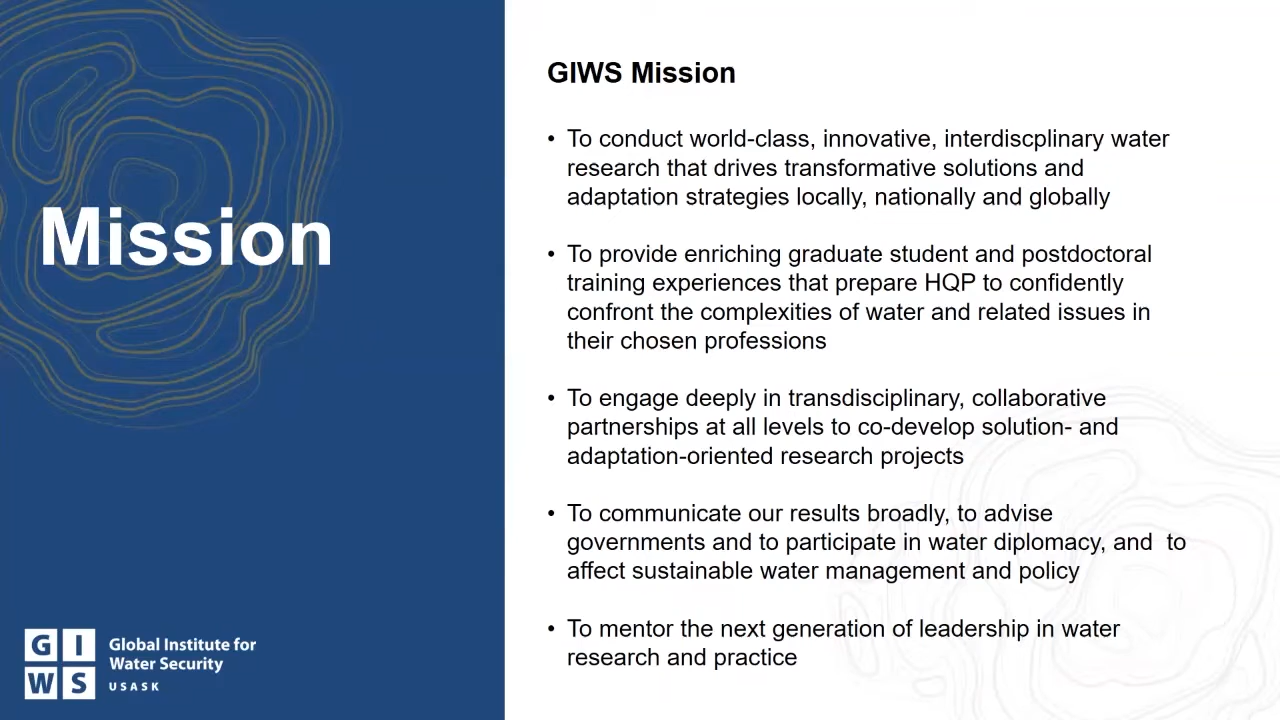 Mission
GIWS Mission
• To conduct world-class, innovative, interdiscplinary water
research that drives transformative solutions and
adaptation strategies locally, nationally and globally
• To provide enriching graduate student and postdoctoral
training experiences that prepare HQP to confidently
confront the complexities of water and related issues in
their chosen professions
• To engage deeply in transdisciplinary, collaborative
partnerships at all levels to co-develop solution- and
adaptation-oriented research projects
• To communicate our results broadly, to advise
governments and to participate in water diplomacy, and  to
affect sustainable water management and policy
• To mentor the next generation of leadership in water
research and practice
G I
W S
Global Institute for
Water Security
USASK